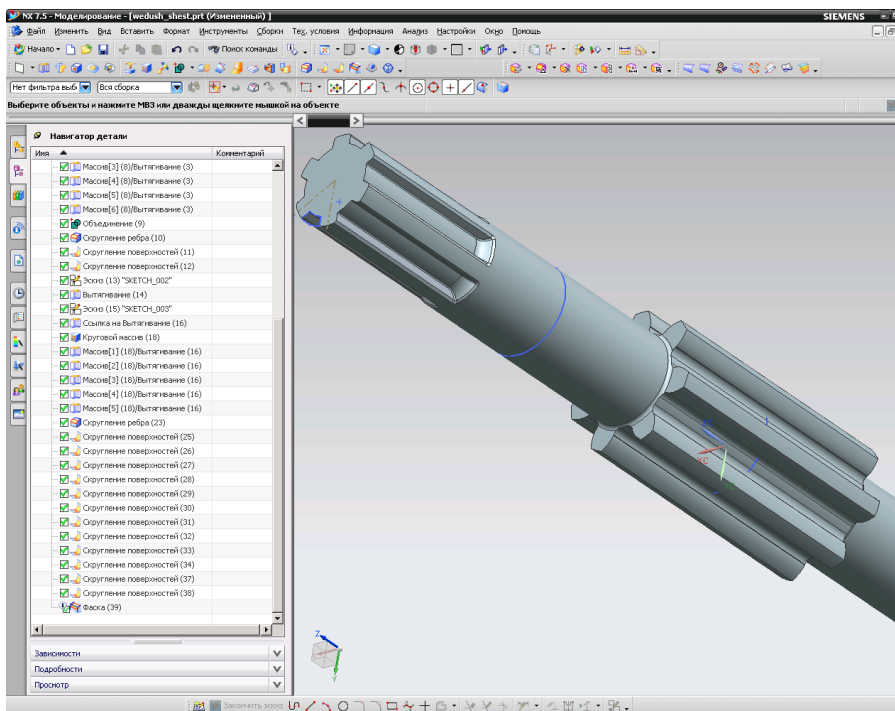 NX 7.5 - Моделирование - [wedush_shest.prt (Измененный) ]
SIEMENS
Файл Изменить Вид Вставить Формат Инструменты Сборки Тех. условия Информация Анализ Настройки Окно Помощь
Начало Поиск команды
Нет фильтра выб Вся сборка
Выберите объекты и нажмите МВ3 или дважды щелкните мышкой на объекте
Навигатор детали
Имя Комментарий
Массив[3] (8)/Вытягивание (3)
Массив[4] (8)/Вытягивание (3)
Массив[5] (8)/Вытягивание (3)
Массив[6] (8)/Вытягивание (3)
Объединение (9)
Скругление ребра (10)
Скругление поверхностей (11)
Скругление поверхностей (12)
Эскиз (13) "SKETCH_002"
Вытягивание (14)
Эскиз (15) "SKETCH_003"
Ссылка на Вытягивание (16)
Круговой массив (18)
Массив[1] (18)/Вытягивание (16)
Массив[2] (18)/Вытягивание (16)
Массив[3] (18)/Вытягивание (16)
Массив[4] (18)/Вытягивание (16)
Массив[5] (18)/Вытягивание (16)
Скругление ребра (23)
Скругление поверхностей (25)
Скругление поверхностей (26)
Скругление поверхностей (27)
Скругление поверхностей (28)
Скругление поверхностей (29)
Скругление поверхностей (30)
Скругление поверхностей (31)
Скругление поверхностей (32)
Скругление поверхностей (33)
Скругление поверхностей (34)
Скругление поверхностей (37)
Скругление поверхностей (38)
Фаска (39)
XC
Z
Y
Зависимости
Подробности
Просмотр
Закончить эскиз